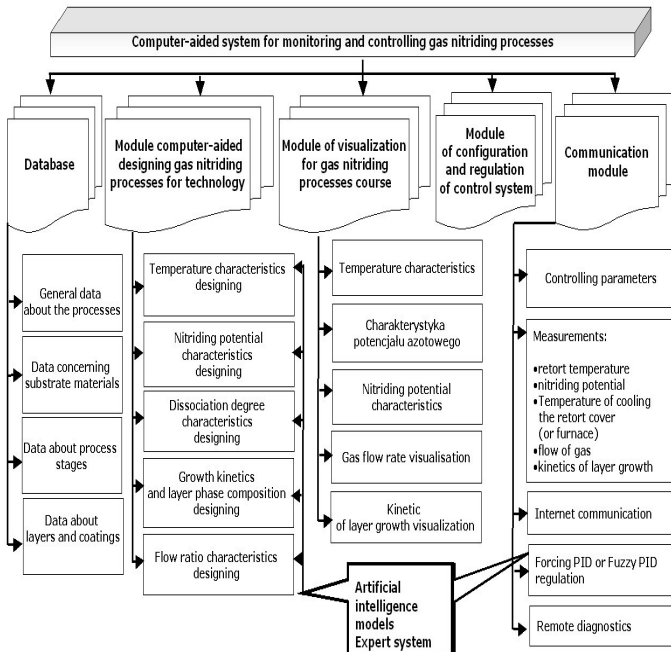 Computer-aided system for monitoring and controlling gas nitriding processes
Database
Module computer-aided
designing gas nitriding
processes for technology
Module of visualization
for gas nitriding
processes course
Module
of configuration
and regulation
of control system
Communication
module
General data
about the processes
Data concerning
substrate materials
Data about process
stages
Data about
layers and coatings
Temperature characteristics
designing
Nitriding potential
characteristics
designing
Dissociation degree
characteristics
designing
Growth kinetics
and layer phase composition
designing
Flow ratio characteristics
designing
Temperature characteristics
Charakterystyka
potencjału azotowego
Nitriding potential
characteristics
Gas flow rate visualisation
Kinetic
of layer growth visualization
Controlling parameters
Measurements:
•retort temperature
•nitriding potential
•Temperature of cooling
the retort cover
(or furnace)
•flow of gas
•kinetics of layer growth
Internet communication
Forcing PID or Fuzzy PID
regulation
Remote diagnostics
Artificial
intelligence
models
Expert system